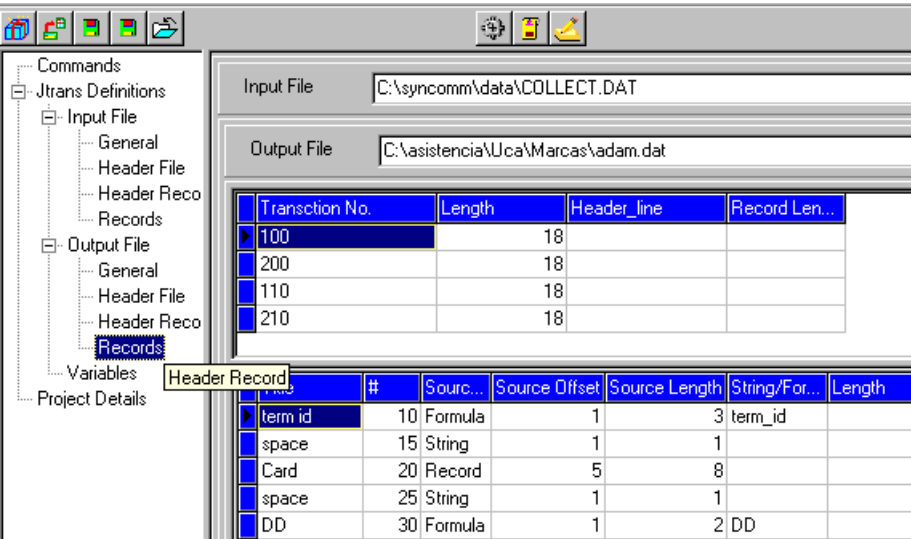 Commands
Jtrans Definitions
Input File
General
Header File
Header Reco
Records
Output File
General
Header File
Header Reco
Records
Variables
Project Details
Header Record
Input File C:\syncomm\data\COLLECT.DAT
Output File C:\asistencia\Uca\Marcas\adam.dat
Transction No. Length Header_line Record Len...
100 18
200 18
110 18
210 18
# Sourc... Source Offset Source Length String/For... Length
term id 10 Formula 1 3 term_id
space 15 String 1 1
Card 20 Record 5 8
space 25 String 1 1
DD 30 Formula 1 2 DD